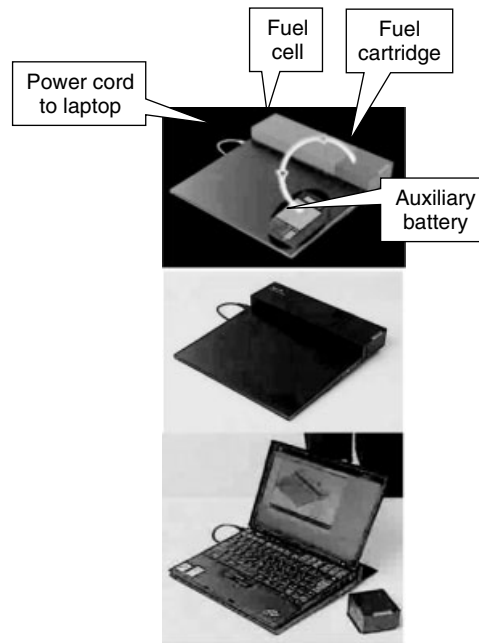 Fuel
cell
Fuel
cartridge
Power cord
to laptop
Auxiliary
battery